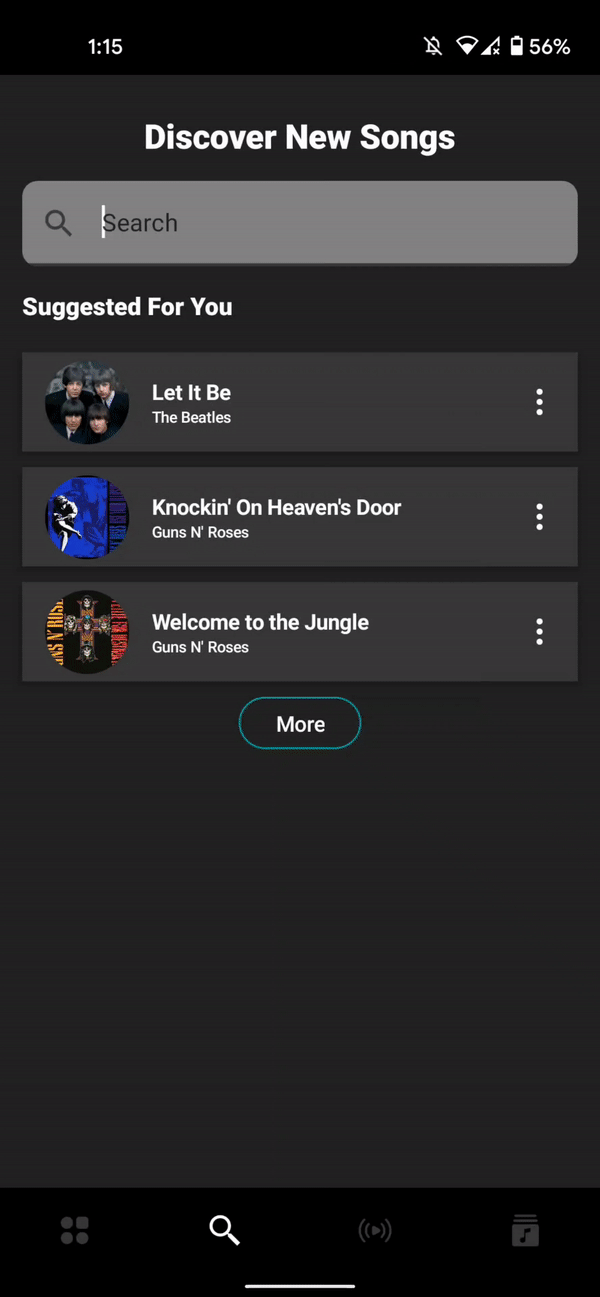 1:15
56%
Discover New Songs
Search
Suggested For You
Let It Be
The Beatles
Knockin' On Heaven's Door
Guns N' Roses
Welcome to the Jungle
Guns N' Roses
More